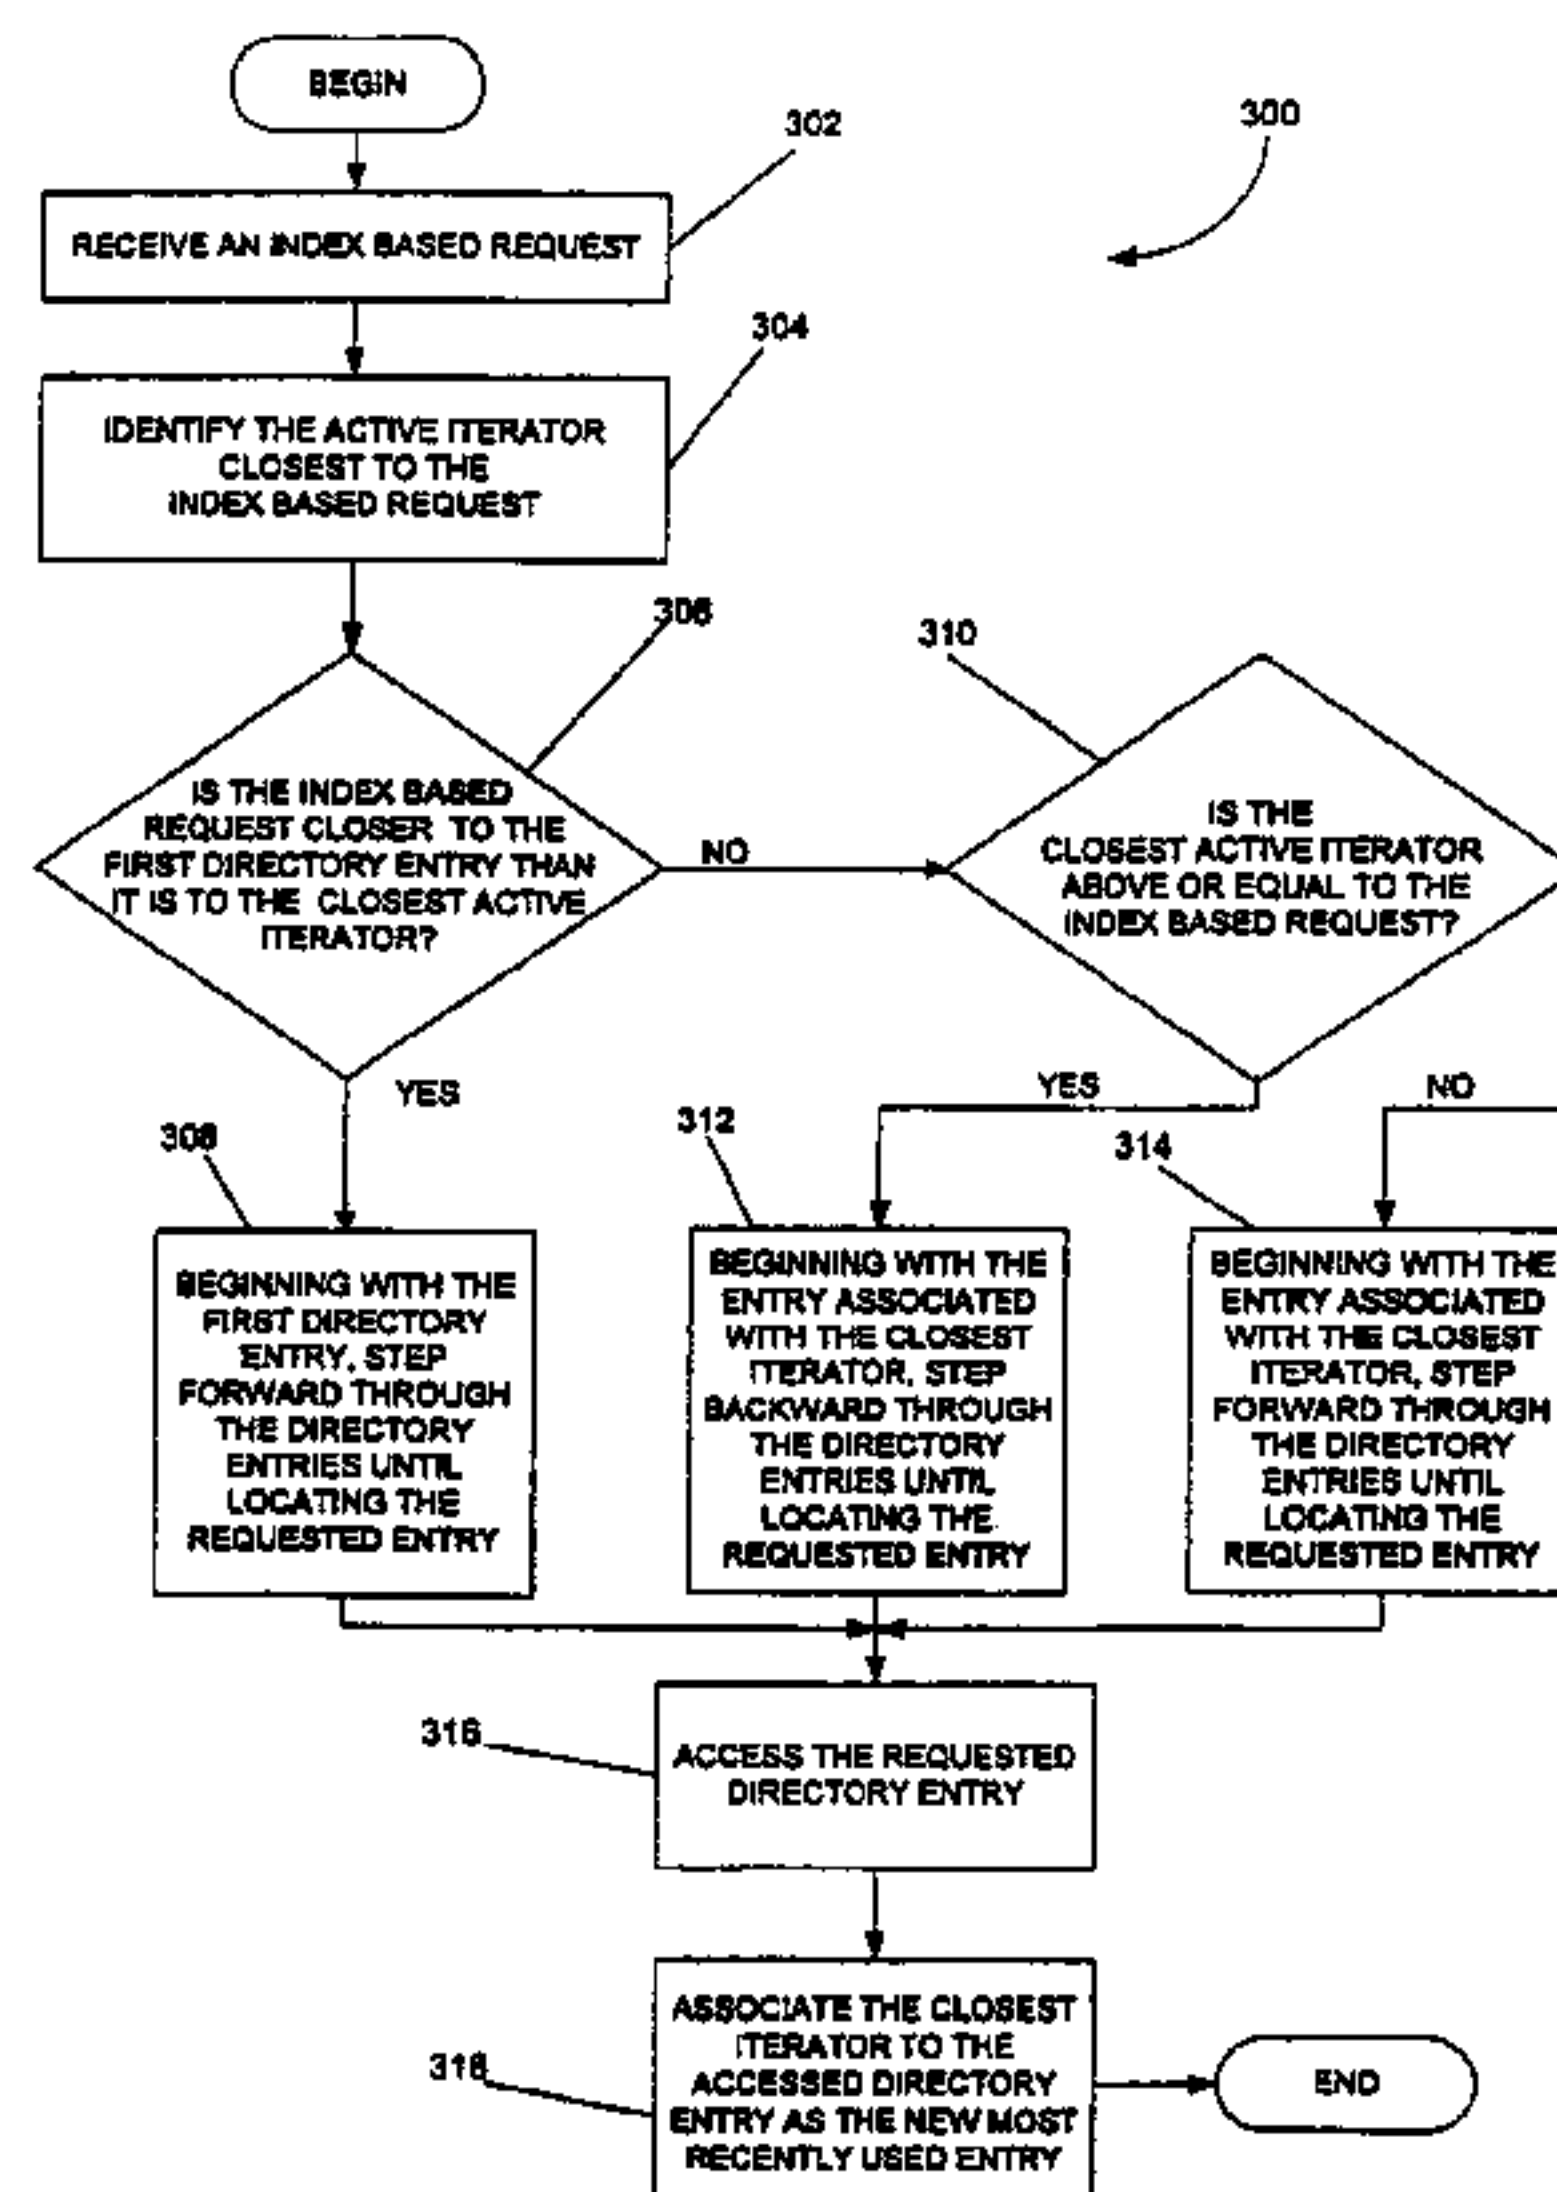 BEGIN
302
300
RECEIVE AN INDEX BASED REQUEST
304
IDENTIFY THE ACTIVE ITERATOR
CLOSEST TO THE
INDEX BASED REQUEST
306
310
IS THE INDEX BASED
REQUEST CLOSER TO THE
FIRST DIRECTORY ENTRY THAN
IT IS TO THE CLOSEST ACTIVE
ITERATOR?
NO
IS THE
CLOSEST ACTIVE ITERATOR
ABOVE OR EQUAL TO THE
INDEX BASED REQUEST?
YES
YES
NO
308
312
314
BEGINNING WITH THE
FIRST DIRECTORY
ENTRY, STEP
FORWARD THROUGH
THE DIRECTORY
ENTRIES UNTIL
LOCATING THE
REQUESTED ENTRY
BEGINNING WITH THE
ENTRY ASSOCIATED
WITH THE CLOSEST
ITERATOR, STEP
BACKWARD THROUGH
THE DIRECTORY
ENTRIES UNTIL
LOCATING THE
REQUESTED ENTRY
BEGINNING WITH THE
ENTRY ASSOCIATED
WITH THE CLOSEST
ITERATOR, STEP
FORWARD THROUGH
THE DIRECTORY
ENTRIES UNTIL
LOCATING THE
REQUESTED ENTRY
316
ACCESS THE REQUESTED
DIRECTORY ENTRY
318
ASSOCIATE THE CLOSEST
ITERATOR TO THE
ACCESSED DIRECTORY
ENTRY AS THE NEW MOST
RECENTLY USED ENTRY
END